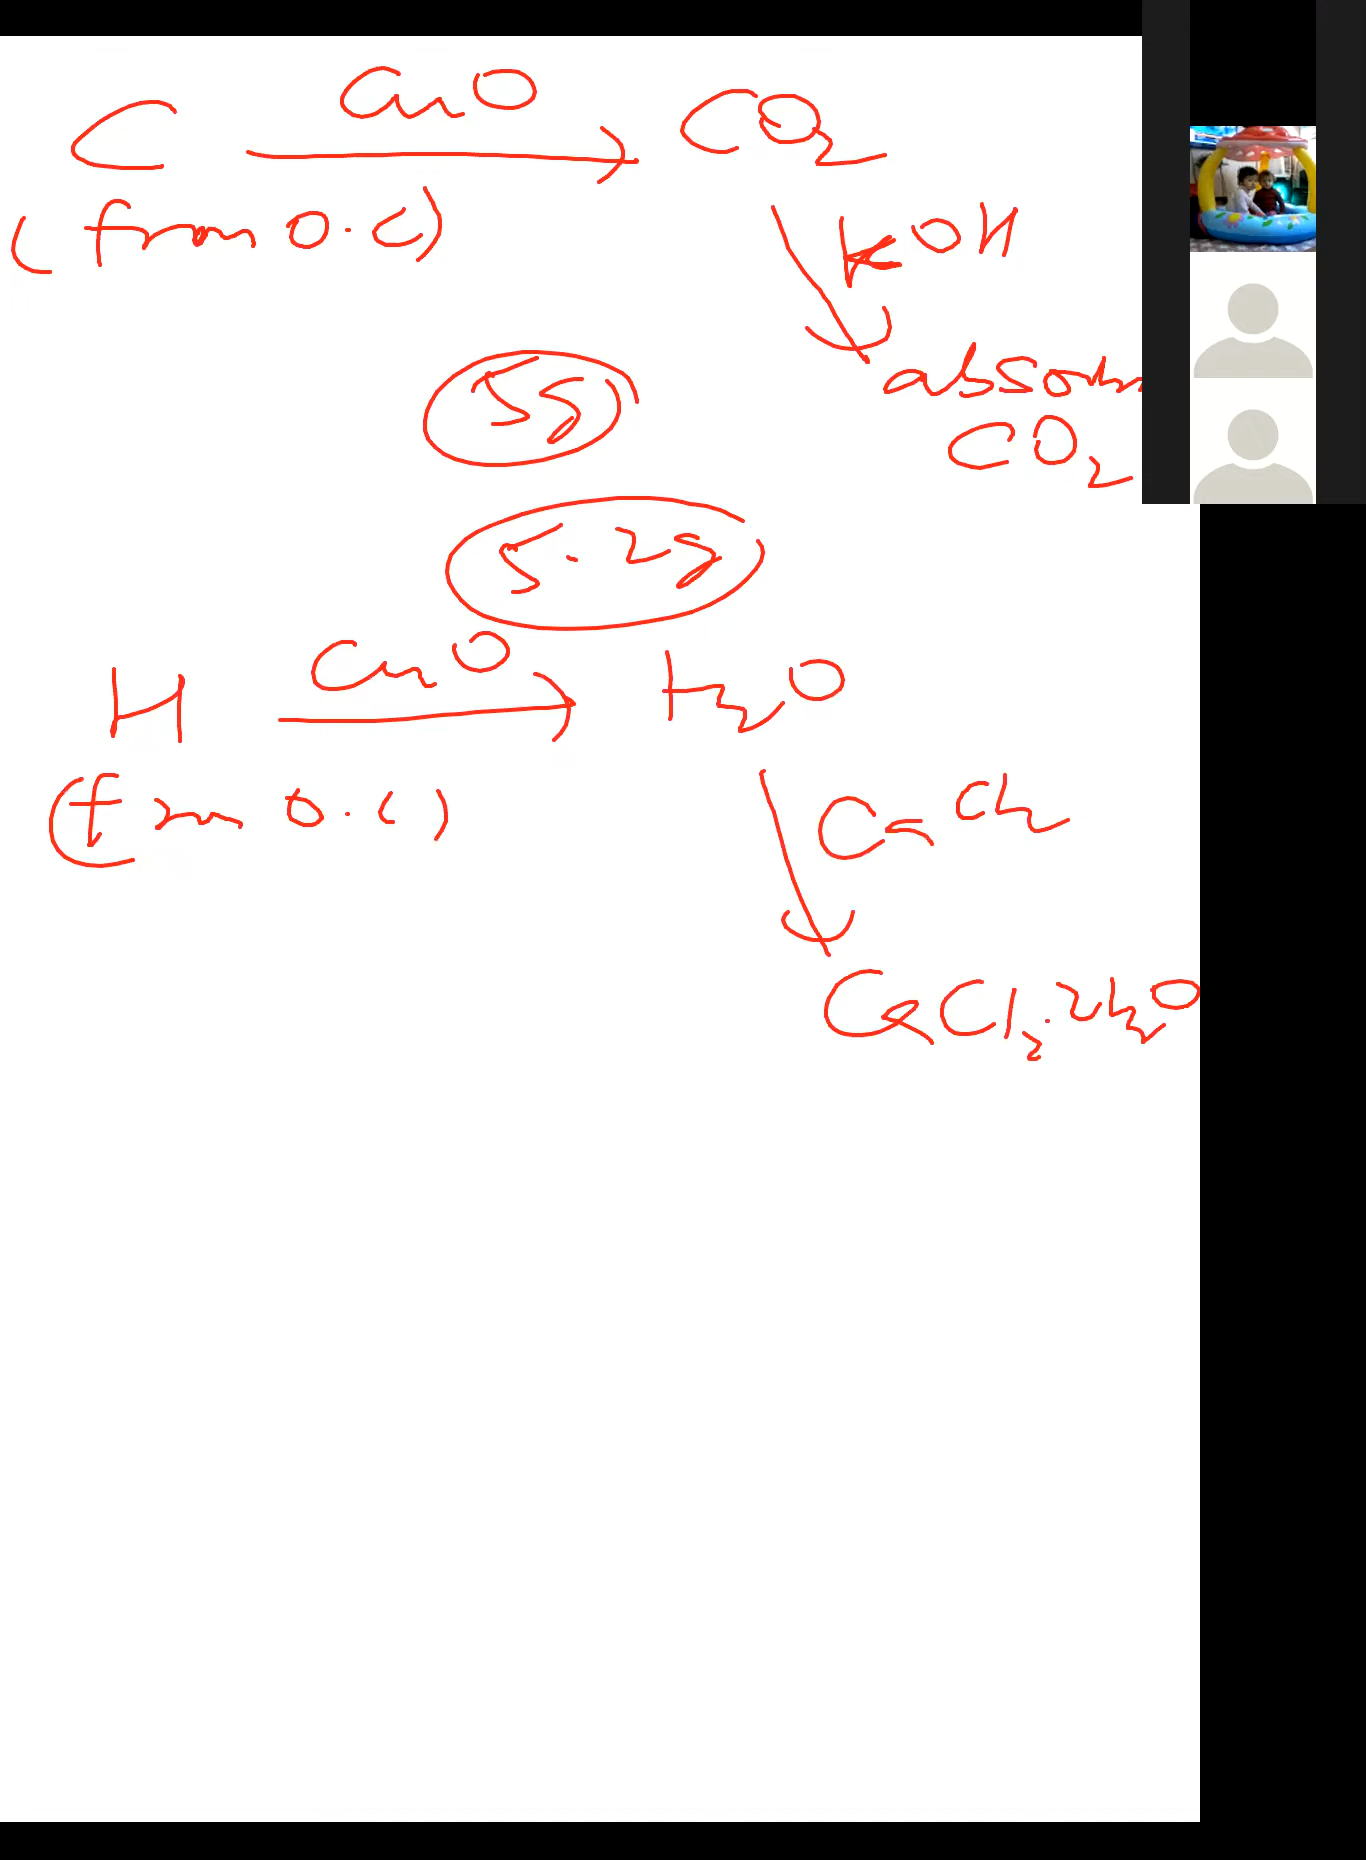 C CuO CO2
(from O.C) KOH
absorb
CO2
5g
5.2g
H CuO H2O
(from O.C) CaCl2
CaCl2.2H2O